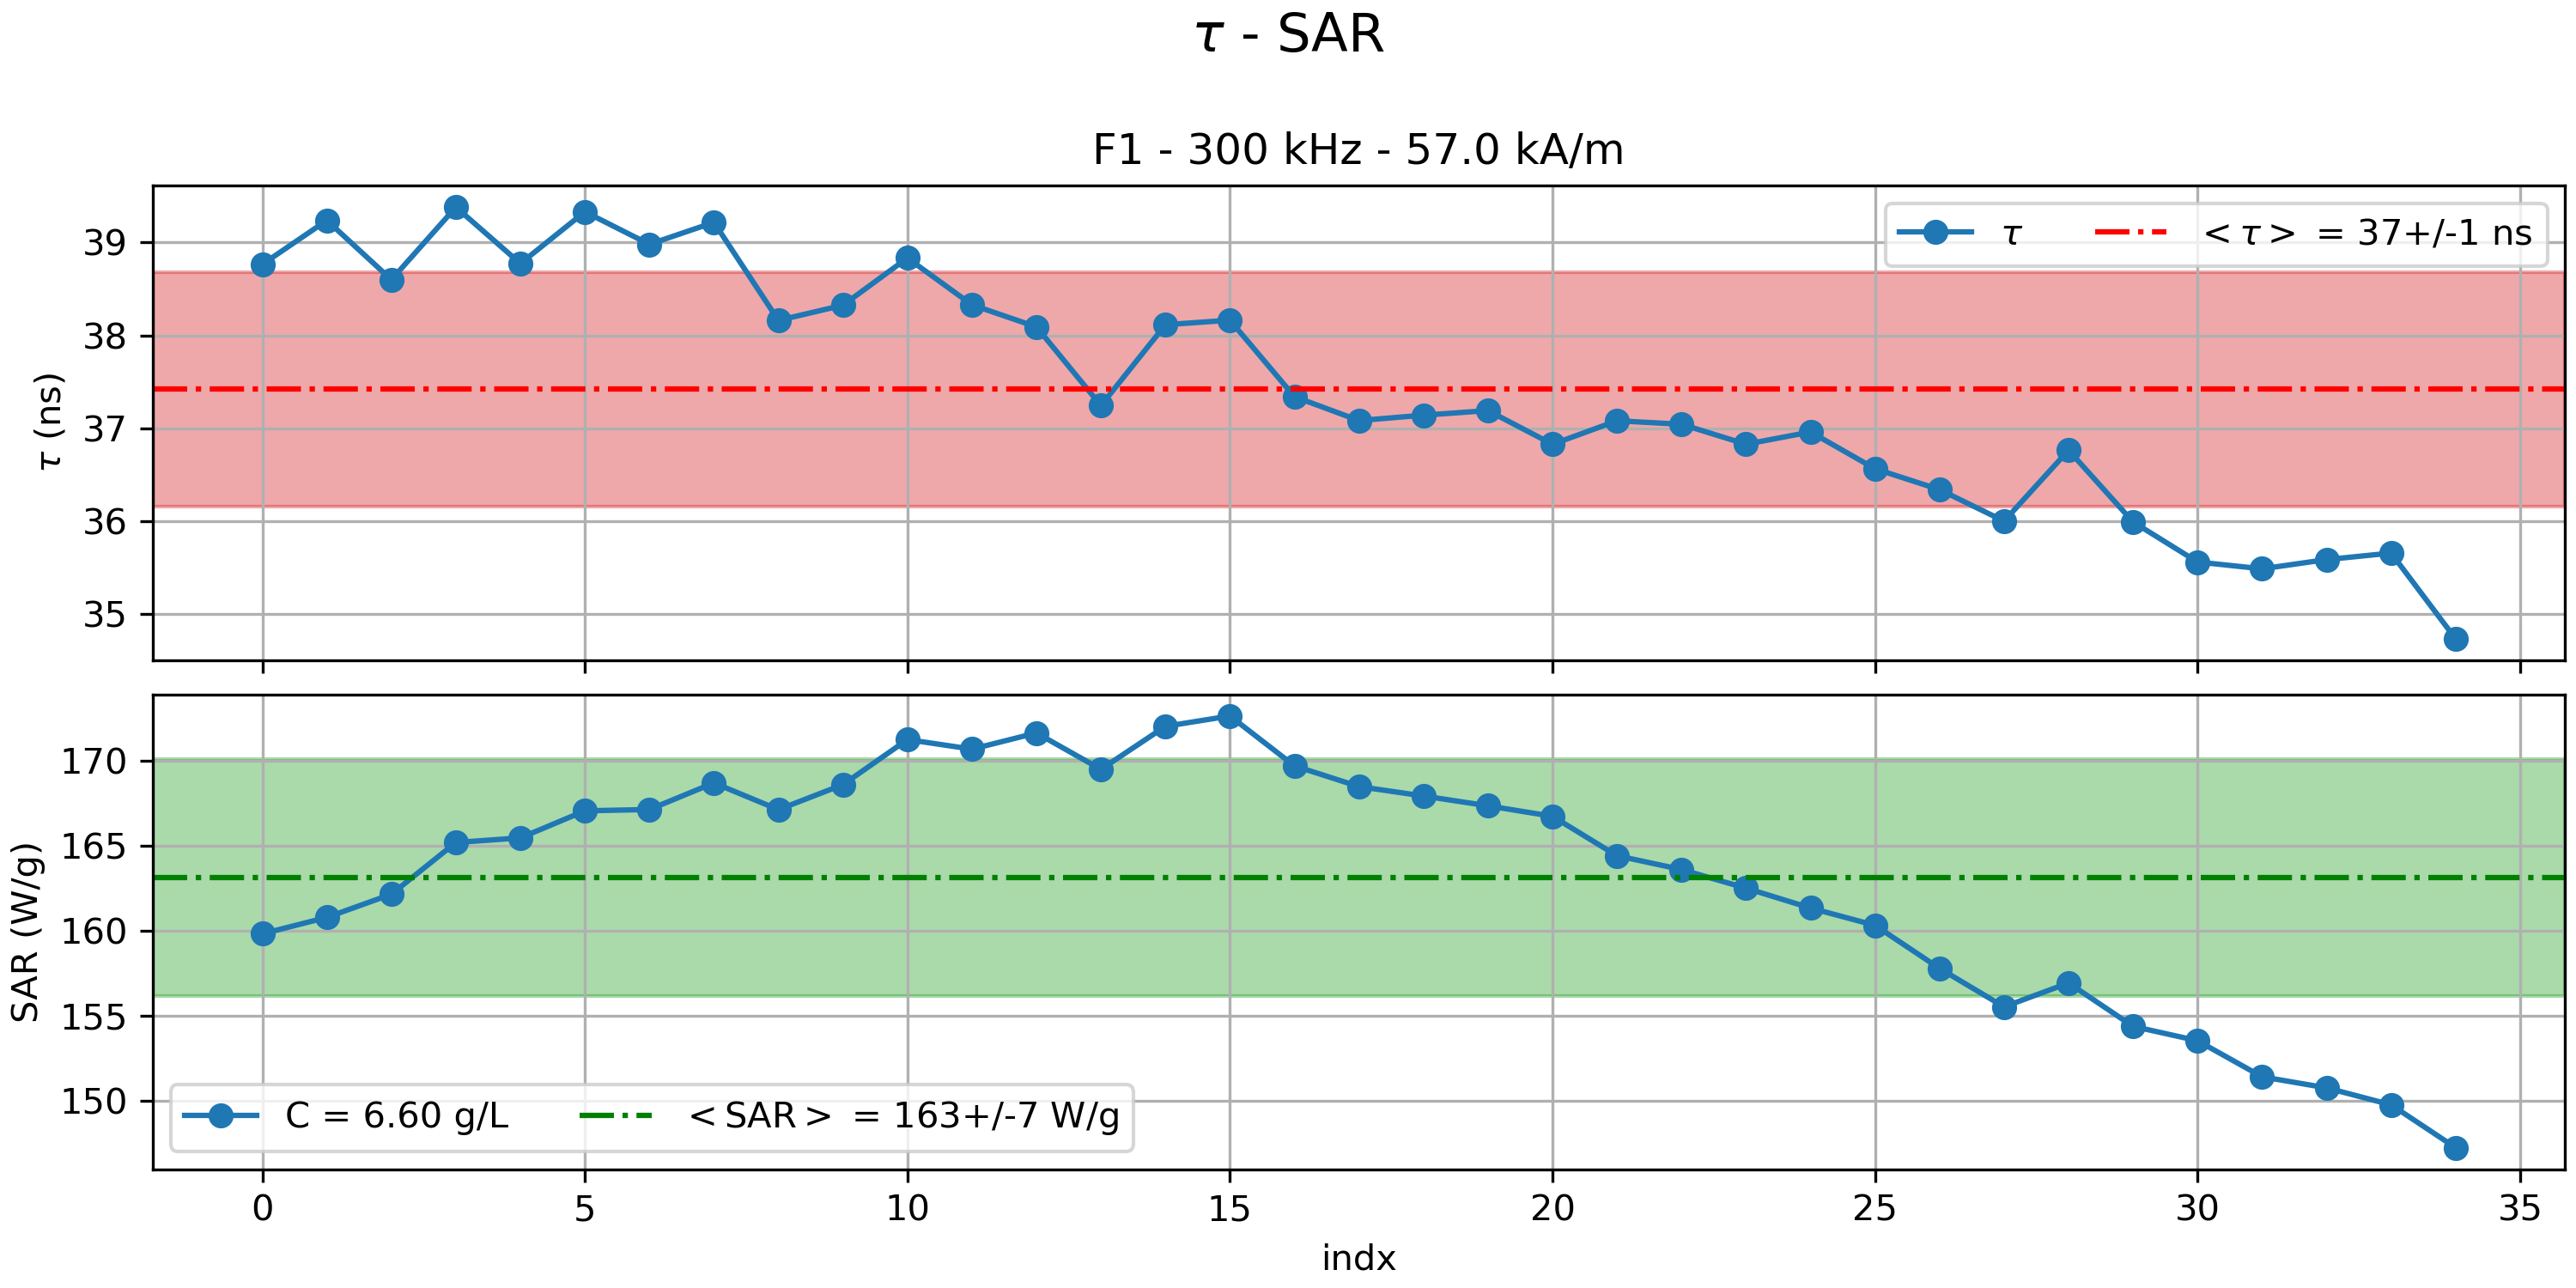 τ - SAR
F1 - 300 kHz - 57.0 kA/m
τ (ns)
39
38
37
36
35
τ
<τ> = 37+/-1 ns
SAR (W/g)
170
165
160
155
150
C = 6.60 g/L
<SAR> = 163+/-7 W/g
0 5 10 15 20 25 30 35
indx